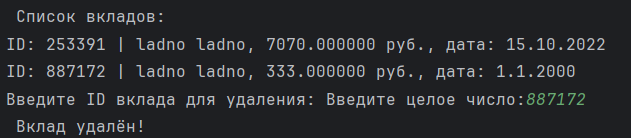 Список вкладов:
ID: 253391 | ladno ladno, 7070.000000 руб., дата: 15.10.2022
ID: 887172 | ladno ladno, 333.000000 руб., дата: 1.1.2000
Введите ID вклада для удаления: Введите целое число:887172
Вклад удалён!